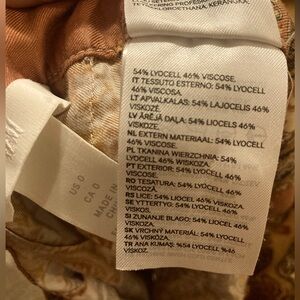 54% LYOCELL 46% VISCOSE.
IT TESSUTO ESTERNO: 54% LYOCELL
46% VISCOSA.
LT APVALKALAS: 54% LAJOCELIS 46%
VISKOZĖ.
LV ĀRĒJĀ DAĻA: 54% LIOCELS 46%
VISKOZE.
NL EXTERN MATERIAAL: 54% LYOCELL
46% VISCOSE.
PL TKANINA WIERZCHNIA: 54%
LYOCELL 46% WISKOZA.
PT EXTERIOR: 54% LYOCELL 46%
VISCOSE.
RO TESATURA: 54% LYOCELL 46%
VISCOZĂ.
RS LICE: 54% LIOCEL 46% VISKOZA.
SE YTTERTYG: 54% LYOCELL 46%
VISKOS.
SI ZUNANJE BLAGO: 54% LIOCEL 46%
VISKOZA.
SK VRCHNÝ MATERIÁL: 54% LYOCELL
46% VISKÓZA.
TR ANA KUMAŞ: %54 LYOCELL %46
VISKOZ.
US 0
CA 0
MADE IN